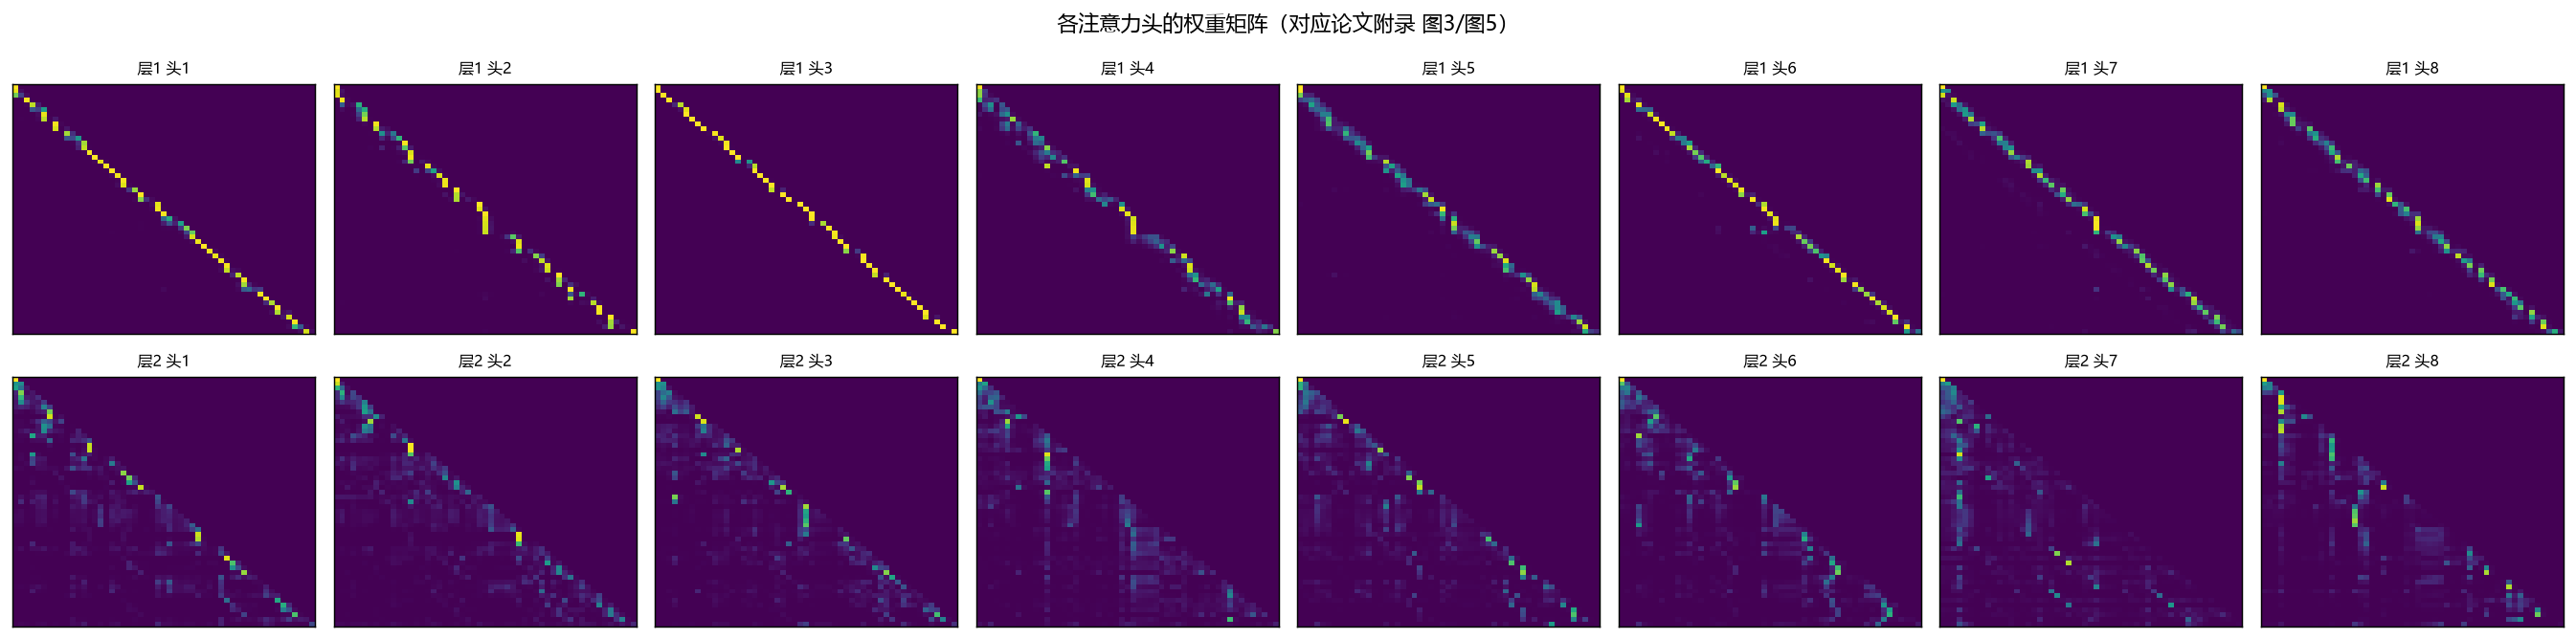 各注意力头的权重矩阵（对应论文附录 图3/图5）
层1 头1
层1 头2
层1 头3
层1 头4
层1 头5
层1 头6
层1 头7
层1 头8
层2 头1
层2 头2
层2 头3
层2 头4
层2 头5
层2 头6
层2 头7
层2 头8